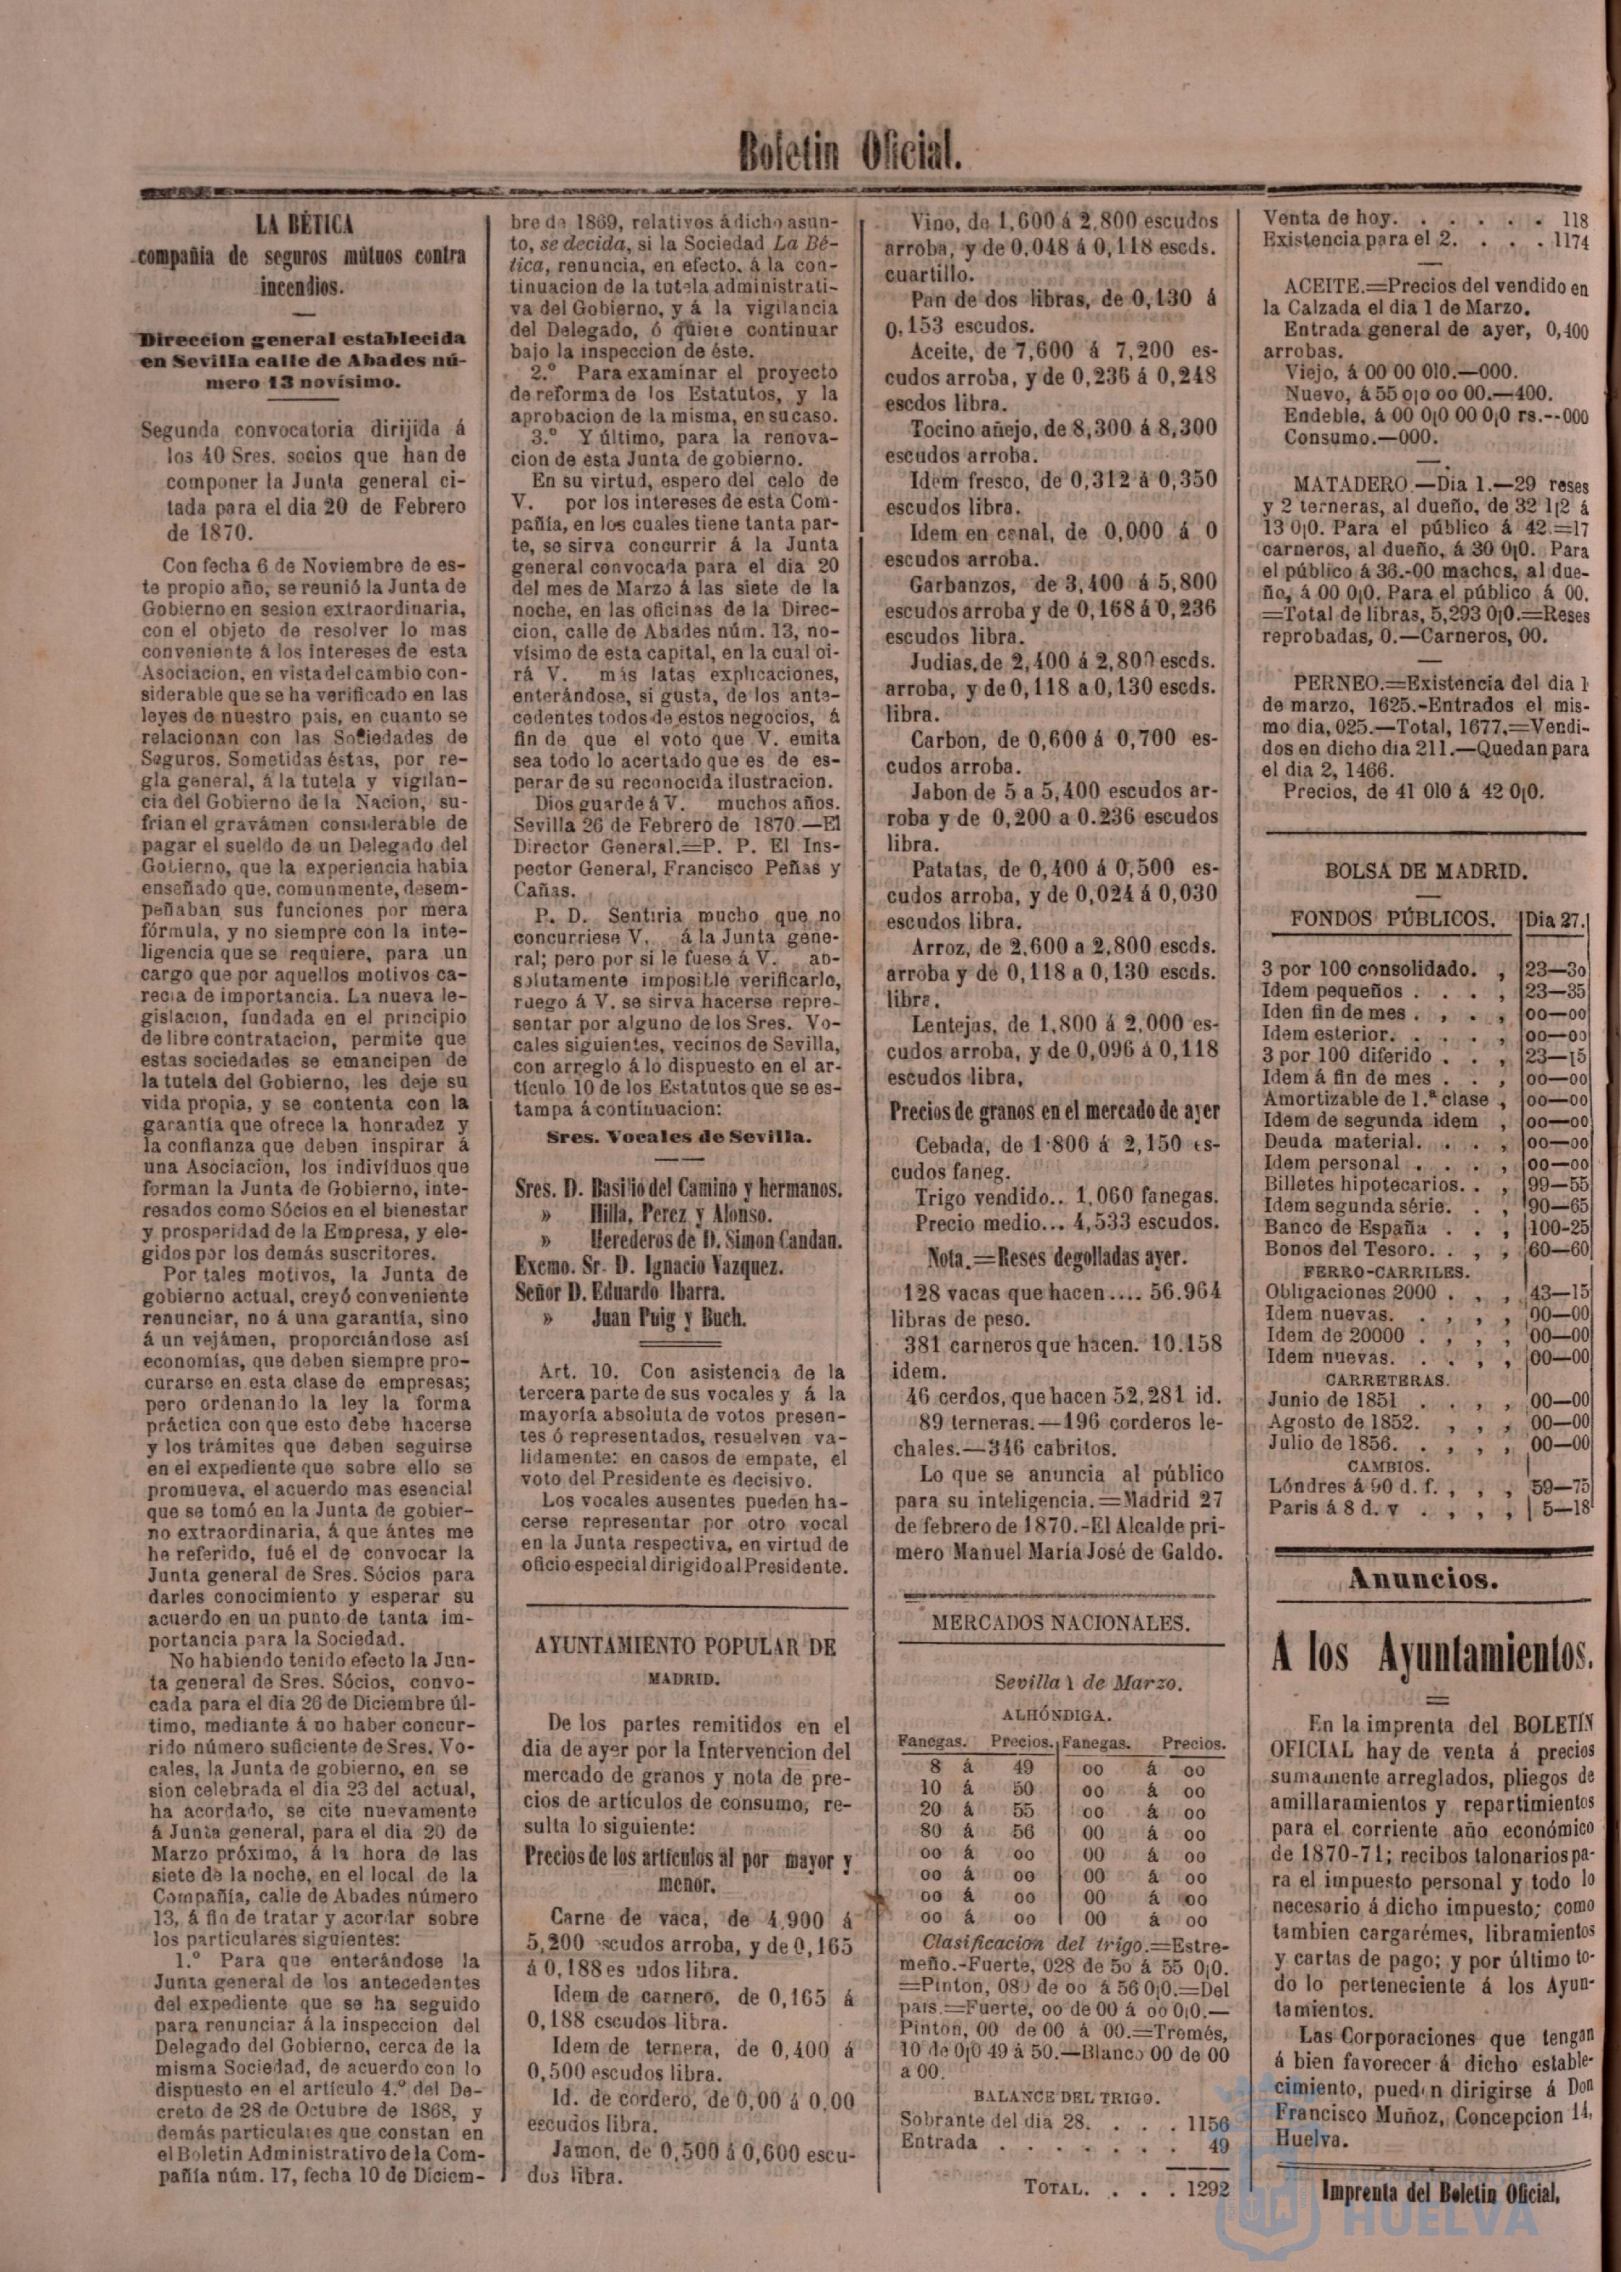 Boletin Oficial.
LA BÉTICA
compañia de seguros mútuos contra
incendios.
Direccion general establecida
en Sevilla calle de Abades nú-
mero 13 novísimo.
Segunda convocatoria dirijida á
los 40 Sres. socios que han de
componer la Junta general ci-
tada para el dia 20 de Febrero
de 1870.
Con fecha 6 de Noviembre de es-
te propio año, se reunió la Junta de
Gobierno en sesion extraordinaria,
con el objeto de resolver lo mas
conveniente á los intereses de esta
Asociacion, en vista del cambio con-
siderable que se ha verificado en las
leyes de nuestro pais, en cuanto se
relacionan con las Sociedades de
Seguros. Sometidas éstas, por re-
gla general, á la tutela y vigilan-
cia del Gobierno de la Nacion, su-
frian el gravámen considerable de
pagar el sueldo de un Delegado del
Gobierno, que la experiencia habia
enseñado que, comunmente, desem-
peñaban sus funciones por mera
fórmula, y no siempre con la inte-
ligencia que se requiere, para un
cargo que por aquellos motivos ca-
recia de importancia. La nueva le-
gislacion, fundada en el principio
de libre contratacion, permite que
estas sociedades se emancipen de
la tutela del Gobierno, les deje su
vida propia, y se contenta con la
garantía que ofrece la honradez y
la confianza que deben inspirar á
una Asociacion, los indivíduos que
forman la Junta de Gobierno, inte-
resados como Sócios en el bienestar
y prosperidad de la Empresa, y ele-
gidos por los demás suscritores.
Por tales motivos, la Junta de
gobierno actual, creyó conveniente
renunciar, no á una garantía, sino
á un vejámen, proporciándose así
economías, que deben siempre pro-
curarse en esta clase de empresas;
pero ordenando la ley la forma
práctica con que esto debe hacerse
y los trámites que deben seguirse
en el expediente que sobre ello se
promueva, el acuerdo mas esencial
que se tomó en la Junta de gobier-
no extraordinaria, á que ántes me
he referido, fué el de convocar la
Junta general de Sres. Sócios para
darles conocimiento y esperar su
acuerdo en un punto de tanta im-
portancia para la Sociedad.
No habiendo tenido efecto la Jun-
ta general de Sres. Sócios, convo-
cada para el dia 26 de Diciembre úl-
timo, mediante á no haber concur-
rido número suficiente de Sres. Vo-
cales, la Junta de gobierno, en se
sion celebrada el dia 23 del actual,
ha acordado, se cite nuevamente
á Junta general, para el dia 20 de
Marzo próximo, á la hora de las
siete de la noche, en el local de la
Compañía, calle de Abades número
13, á fin de tratar y acordar sobre
los particulares siguientes:
1.º Para que enterándose la
Junta general de los antecedentes
del expediente que se ha seguido
para renunciar á la inspeccion del
Delegado del Gobierno, cerca de la
misma Sociedad, de acuerdo con lo
dispuesto en el artículo 4.º del De-
creto de 28 de Octubre de 1868, y
demás particulares que constan en
el Boletin Administrativo de la Com-
pañía núm. 17, fecha 10 de Diciem-
bre de 1869, relativos á dicho asun-
to, se decida, si la Sociedad La Bé-
tica, renuncia, en efecto, á la con-
tinuacion de la tutela administrati-
va del Gobierno, y á la vigilancia
del Delegado, ó quiere continuar
bajo la inspeccion de éste.
2.º Para examinar el proyecto
de reforma de los Estatutos, y la
aprobacion de la misma, en su caso.
3.º Y último, para la renova-
cion de esta Junta de gobierno.
En su virtud, espero del celo de
V. por los intereses de esta Com-
pañía, en los cuales tiene tanta par-
te, se sirva concurrir á la Junta
general convocada para el dia 20
del mes de Marzo á las siete de la
noche, en las oficinas de la Direc-
cion, calle de Abades núm. 13, no-
vísimo de esta capital, en la cual oi-
rá V. más latas explicaciones,
enterándose, si gusta, de los ante-
cedentes todos de estos negocios, á
fin de que el voto que V. emita
sea todo lo acertado que es de es-
perar de su reconocida ilustracion.
Dios guarde á V. muchos años.
Sevilla 26 de Febrero de 1870.—El
Director General.=P. P. El Ins-
pector General, Francisco Peñas y
Cañas.
P. D. Sentiria mucho que no
concurriese V. á la Junta gene-
ral; pero por si le fuese á V. ab-
solutamente imposible verificarlo,
ruego á V. se sirva hacerse repre-
sentar por alguno de los Sres. Vo-
cales siguientes, vecinos de Sevilla,
con arreglo á lo dispuesto en el ar-
tículo 10 de los Estatutos que se es-
tampa á continuacion:
Sres. Vocales de Sevilla.
Sres. D. Basilio del Camino y hermanos.
» Milla, Perez y Alonso.
» Herederos de D. Simon Candau.
Excmo. Sr. D. Ignacio Vazquez.
Señor D. Eduardo Ibarra.
» Juan Puig y Buch.
Art. 10. Con asistencia de la
tercera parte de sus vocales y á la
mayoría absoluta de votos presen-
tes ó representados, resuelven va-
lidamente: en casos de empate, el
voto del Presidente es decisivo.
Los vocales ausentes pueden ha-
cerse representar por otro vocal
en la Junta respectiva, en virtud de
oficio especial dirigido al Presidente.
AYUNTAMIENTO POPULAR DE
MADRID.
De los partes remitidos en el
dia de ayer por la Intervencion del
mercado de granos y nota de pre-
cios de artículos de consumo, re-
sulta lo siguiente:
Precios de los artículos al por mayor y
menor.
Carne de vaca, de 4,900 á
5,200 scudos arroba, y de 0,165
á 0,188 es udos libra.
Idem de carnero, de 0,165 á
0,188 escudos libra.
Idem de ternera, de 0,400 á
0,500 escudos libra.
Id. de cordero, de 0,00 á 0,00
escudos libra.
Jamon, de 0,500 á 0,600 escu-
dos libra.
Vino, de 1,600 á 2,800 escudos
arroba, y de 0,048 á 0,118 escds.
cuartillo.
Pan de dos libras, de 0,130 á
0,153 escudos.
Aceite, de 7,600 á 7,200 es-
cudos arroba, y de 0,236 á 0,248
escdos libra.
Tocino añejo, de 8,300 á 8,300
escudos arroba.
Idem fresco, de 0,312 á 0,350
escudos libra.
Idem en canal, de 0,000 á 0
escudos arroba.
Garbanzos, de 3,400 á 5,800
escudos arroba y de 0,168 á 0,236
escudos libra.
Judias, de 2,400 á 2,800 escds.
arroba, y de 0,118 a 0,130 escds.
libra.
Carbon, de 0,600 á 0,700 es-
cudos arroba.
Jabon de 5 a 5,400 escudos ar-
roba y de 0,200 a 0.236 escudos
libra.
Patatas, de 0,400 á 0,500 es-
cudos arroba, y de 0,024 á 0,030
escudos libra.
Arroz, de 2,600 a 2,800 escds.
arroba y de 0,118 a 0,130 escds.
libra.
Lentejas, de 1,800 á 2,000 es-
cudos arroba, y de 0,096 á 0,118
escudos libra,
Precios de granos en el mercado de ayer
Cebada, de 1·800 á 2,150 es-
cudos faneg.
Trigo vendido.. 1,060 fanegas.
Precio medio... 4,533 escudos.
Nota.=Reses degolladas ayer.
128 vacas que hacen.... 56.964
libras de peso.
381 carneros que hacen. 10.158
idem.
46 cerdos, que hacen 52,281 id.
89 terneras.—196 corderos le-
chales.—346 cabritos.
Lo que se anuncia al público
para su inteligencia.=Madrid 27
de febrero de 1870.-El Alcalde pri-
mero Manuel María José de Galdo.
MERCADOS NACIONALES.
Sevilla 1 de Marzo.
ALHÓNDIGA.
Fanegas. Precios. Fanegas. Precios.
8 á 49 00 á 00
10 á 50 00 á 00
20 á 55 00 á 00
80 á 56 00 á 00
00 á 00 00 á 00
00 á 00 00 á 00
00 á 00 00 á 00
00 á 00 00 á 00
Clasificacion del trigo.=Estre-
meño.-Fuerte, 028 de 50 á 55 0¡0.
=Pinton, 080 de 00 á 56 0¡0.=Del
pais.=Fuerte, 00 de 00 á 00 0¡0.—
Pinton, 00 de 00 á 00.=Tremés,
10 de 0¡0 49 á 50.—Blanco 00 de 00
a 00.
BALANCE DEL TRIGO.
Sobrante del dia 28. . . . 1156
Entrada . . . . . . . 49
TOTAL. . . . 1292
Venta de hoy. . . . . . . 118
Existencia para el 2. . . . 1174
ACEITE.=Precios del vendido en
la Calzada el dia 1 de Marzo.
Entrada general de ayer, 0,400
arrobas.
Viejo, á 00 00 010.—000.
Nuevo, á 55 0¡0 00 00.—400.
Endeble, á 00 0¡0 00 0¡0 rs.--000
Consumo.—000.
MATADERO.—Dia 1.—29 reses
y 2 terneras, al dueño, de 32 1¡2 á
13 0¡0. Para el público á 42.=17
carneros, al dueño, á 30 0¡0. Para
el público á 36.-00 machos, al due-
ño, á 00 0¡0. Para el público á 00.
=Total de libras, 5,293 0¡0.=Reses
reprobadas, 0.—Carneros, 00.
PERNEO.=Existencia del dia 1
de marzo, 1625.-Entrados el mis-
mo dia, 025.—Total, 1677.=Vendi-
dos en dicho dia 211.—Quedan para
el dia 2, 1466.
Precios, de 41 010 á 42 0¡0.
BOLSA DE MADRID.
FONDOS PÚBLICOS. Dia 27.
3 por 100 consolidado. , 23—30
Idem pequeños . . . , 23—35
Iden fin de mes . , . , 00—00
Idem esterior. . . . , 00—00
3 por 100 diferido . . , 23—15
Idem á fin de mes . . , 00—00
Amortizable de 1.ª clase , 00—00
Idem de segunda idem , 00—00
Deuda material. . . , 00—00
Idem personal . . . , 00—00
Billetes hipotecarios. . , 99—55
Idem segunda série. . , 90—65
Banco de España . . , 100-25
Bonos del Tesoro. . , , 60—60
FERRO-CARRILES.
Obligaciones 2000 . , , 43—15
Idem nuevas. . , , , 00—00
Idem de 20000 . , , , 00—00
Idem nuevas. . . , , 00—00
CARRETERAS.
Junio de 1851 . . , , 00—00
Agosto de 1852. , , , 00—00
Julio de 1856. . , , , 00—00
CAMBIOS.
Lóndres á 90 d. f. , , , 59—75
Paris á 8 d. v . , , , 5—18
Anuncios.
A los Ayuntamientos.
En la imprenta del BOLETIN
OFICIAL hay de venta á precios
sumamente arreglados, pliegos de
amillaramientos y repartimientos
para el corriente año económico
de 1870-71; recibos talonarios pa-
ra el impuesto personal y todo lo
necesario á dicho impuesto; como
tambien cargarémes, libramientos
y cartas de pago; y por último to-
do lo perteneciente á los Ayun-
tamientos.
Las Corporaciones que tengan
á bien favorecer á dicho estable-
cimiento, pueden dirigirse á Don
Francisco Muñoz, Concepcion 14,
Huelva.
Imprenta del Boletin Oficial.
HUELVA